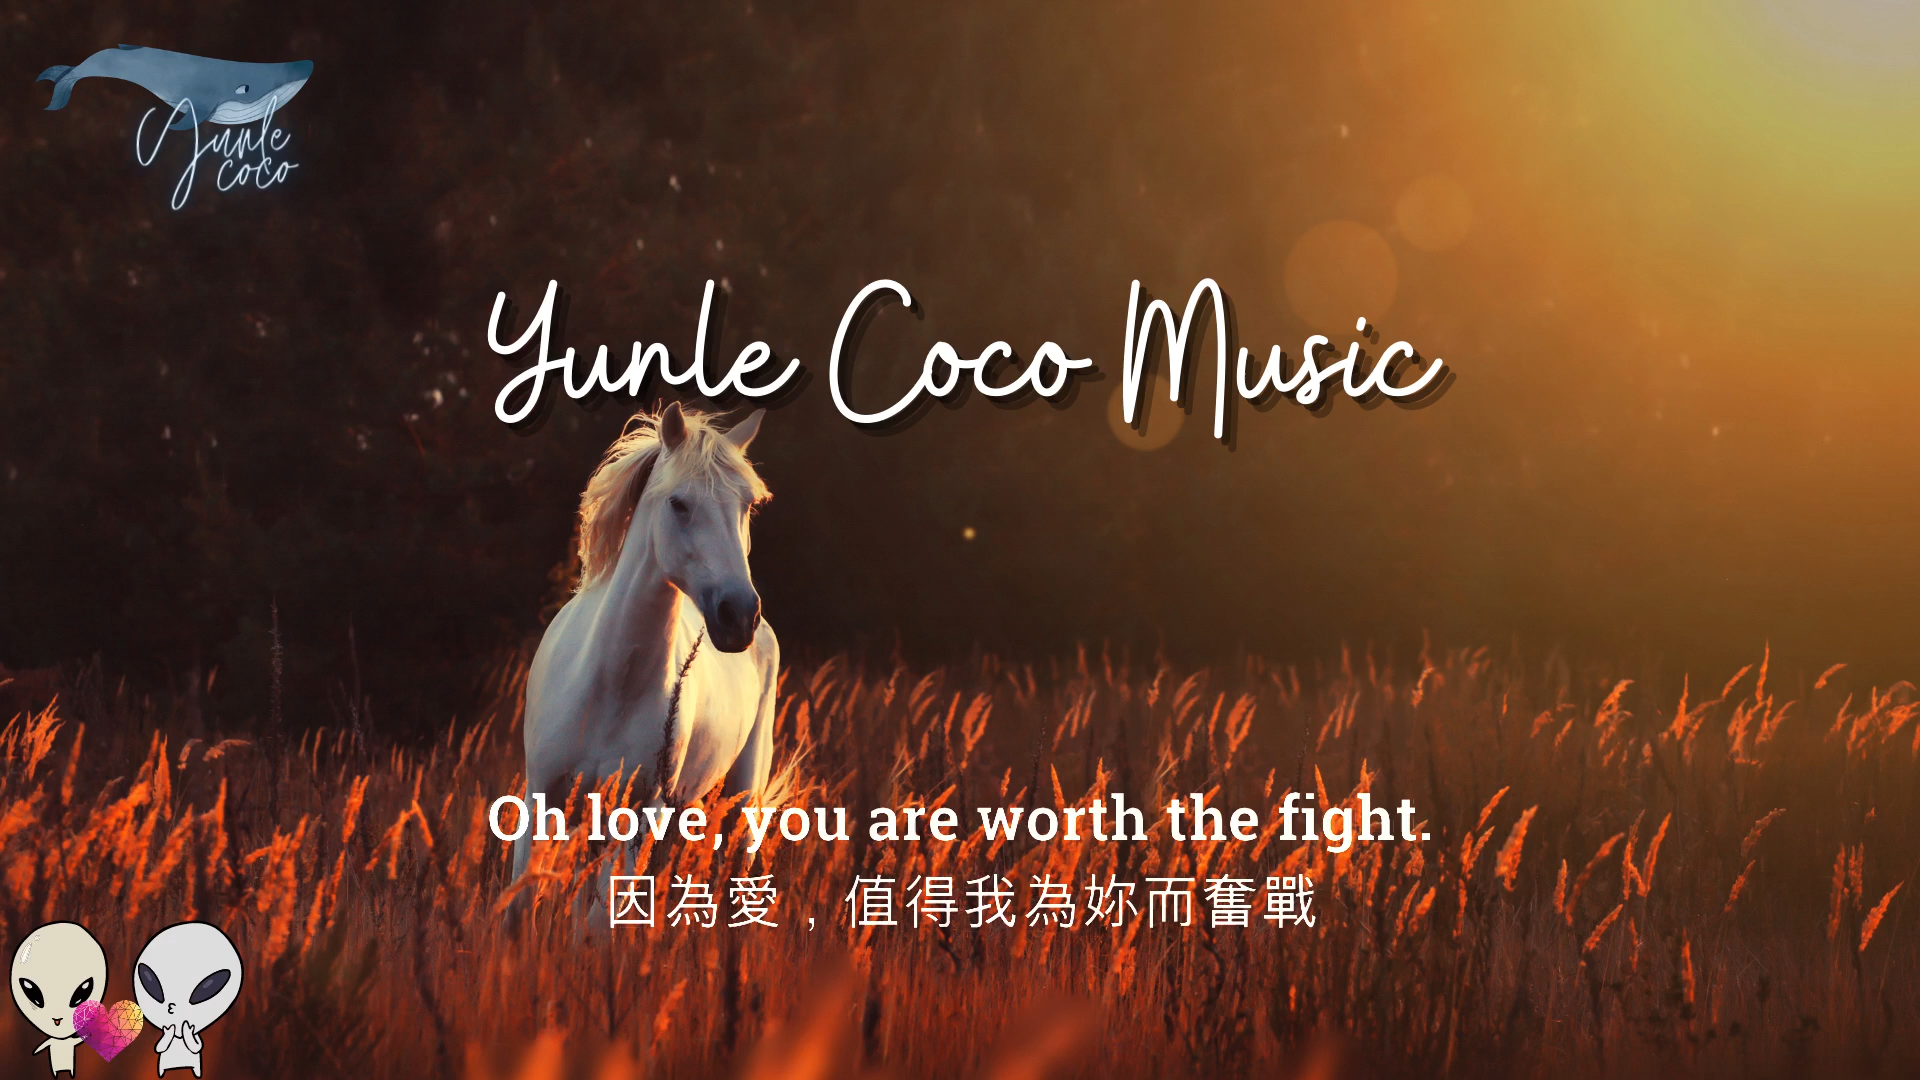 Yunle
coco
Yunle Coco Music
Oh love, you are worth the fight.
因為愛，值得我為妳而奮戰